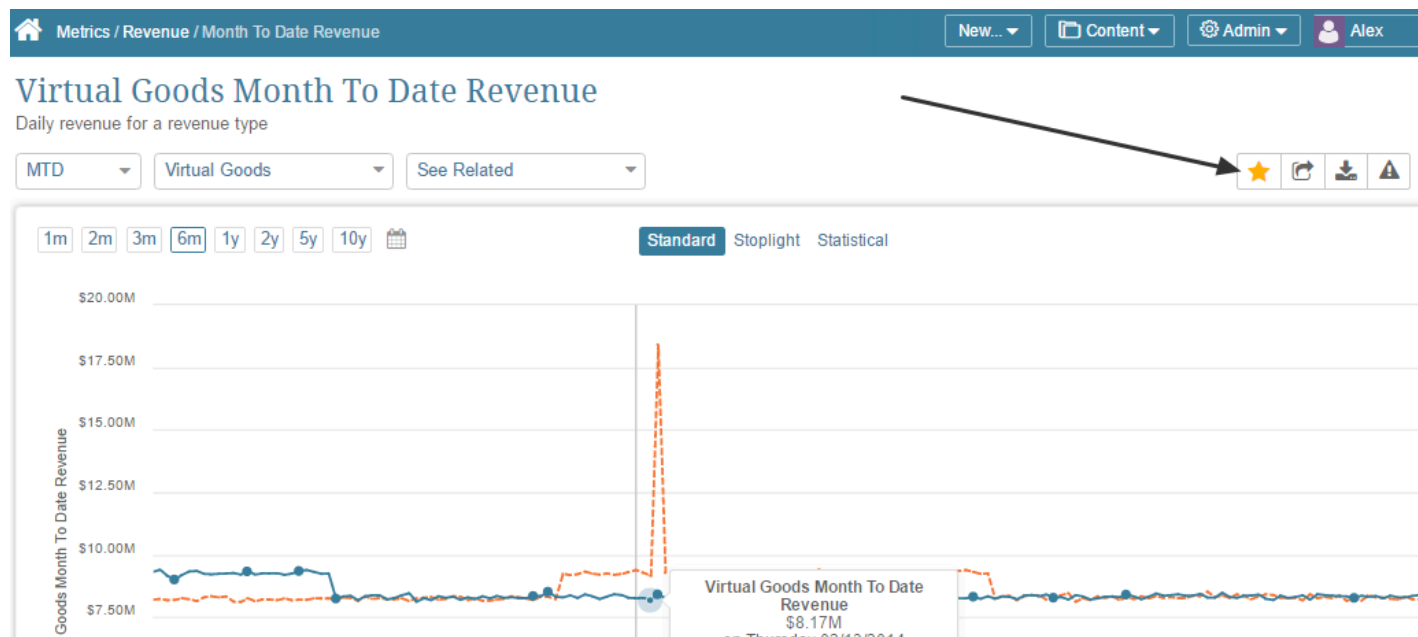 Metrics / Revenue / Month To Date Revenue
New...
Content
Admin
Alex
Virtual Goods Month To Date Revenue
Daily revenue for a revenue type
MTD
Virtual Goods
See Related
1m 2m 3m 6m 1y 2y 5y 10y
Standard Stoplight Statistical
$20.00M
$17.50M
$15.00M
$12.50M
$10.00M
$7.50M
Goods Month To Date Revenue
Virtual Goods Month To Date
Revenue
$8.17M